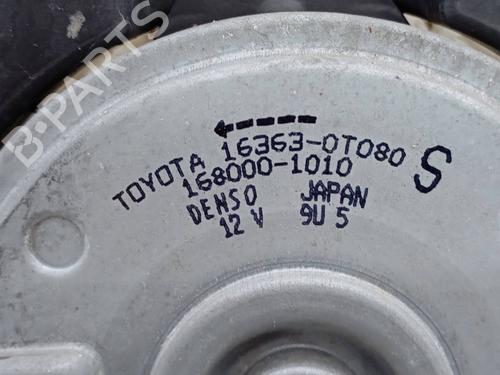 TOYOTA 16363-0T080
168000-1010 S
DENSO JAPAN
12 V 9U 5
B-PARTS